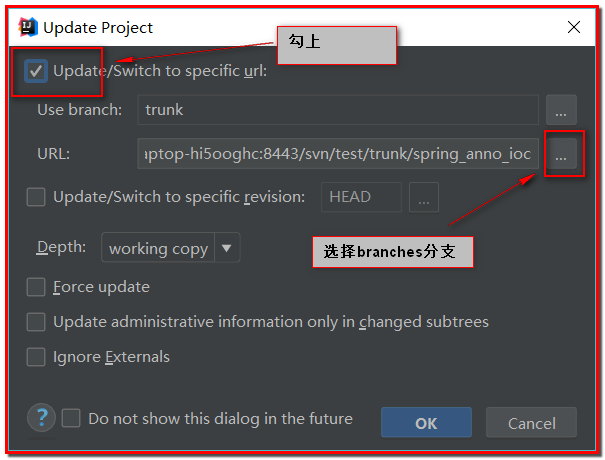 Update Project
勾上
Update/Switch to specific url:
Use branch: trunk ...
URL: ıptop-hi5ooghc:8443/svn/test/trunk/spring_anno_ioc ...
Update/Switch to specific revision: HEAD ...
选择branches分支
Depth: working copy
Force update
Update administrative information only in changed subtrees
Ignore Externals
? Do not show this dialog in the future OK Cancel